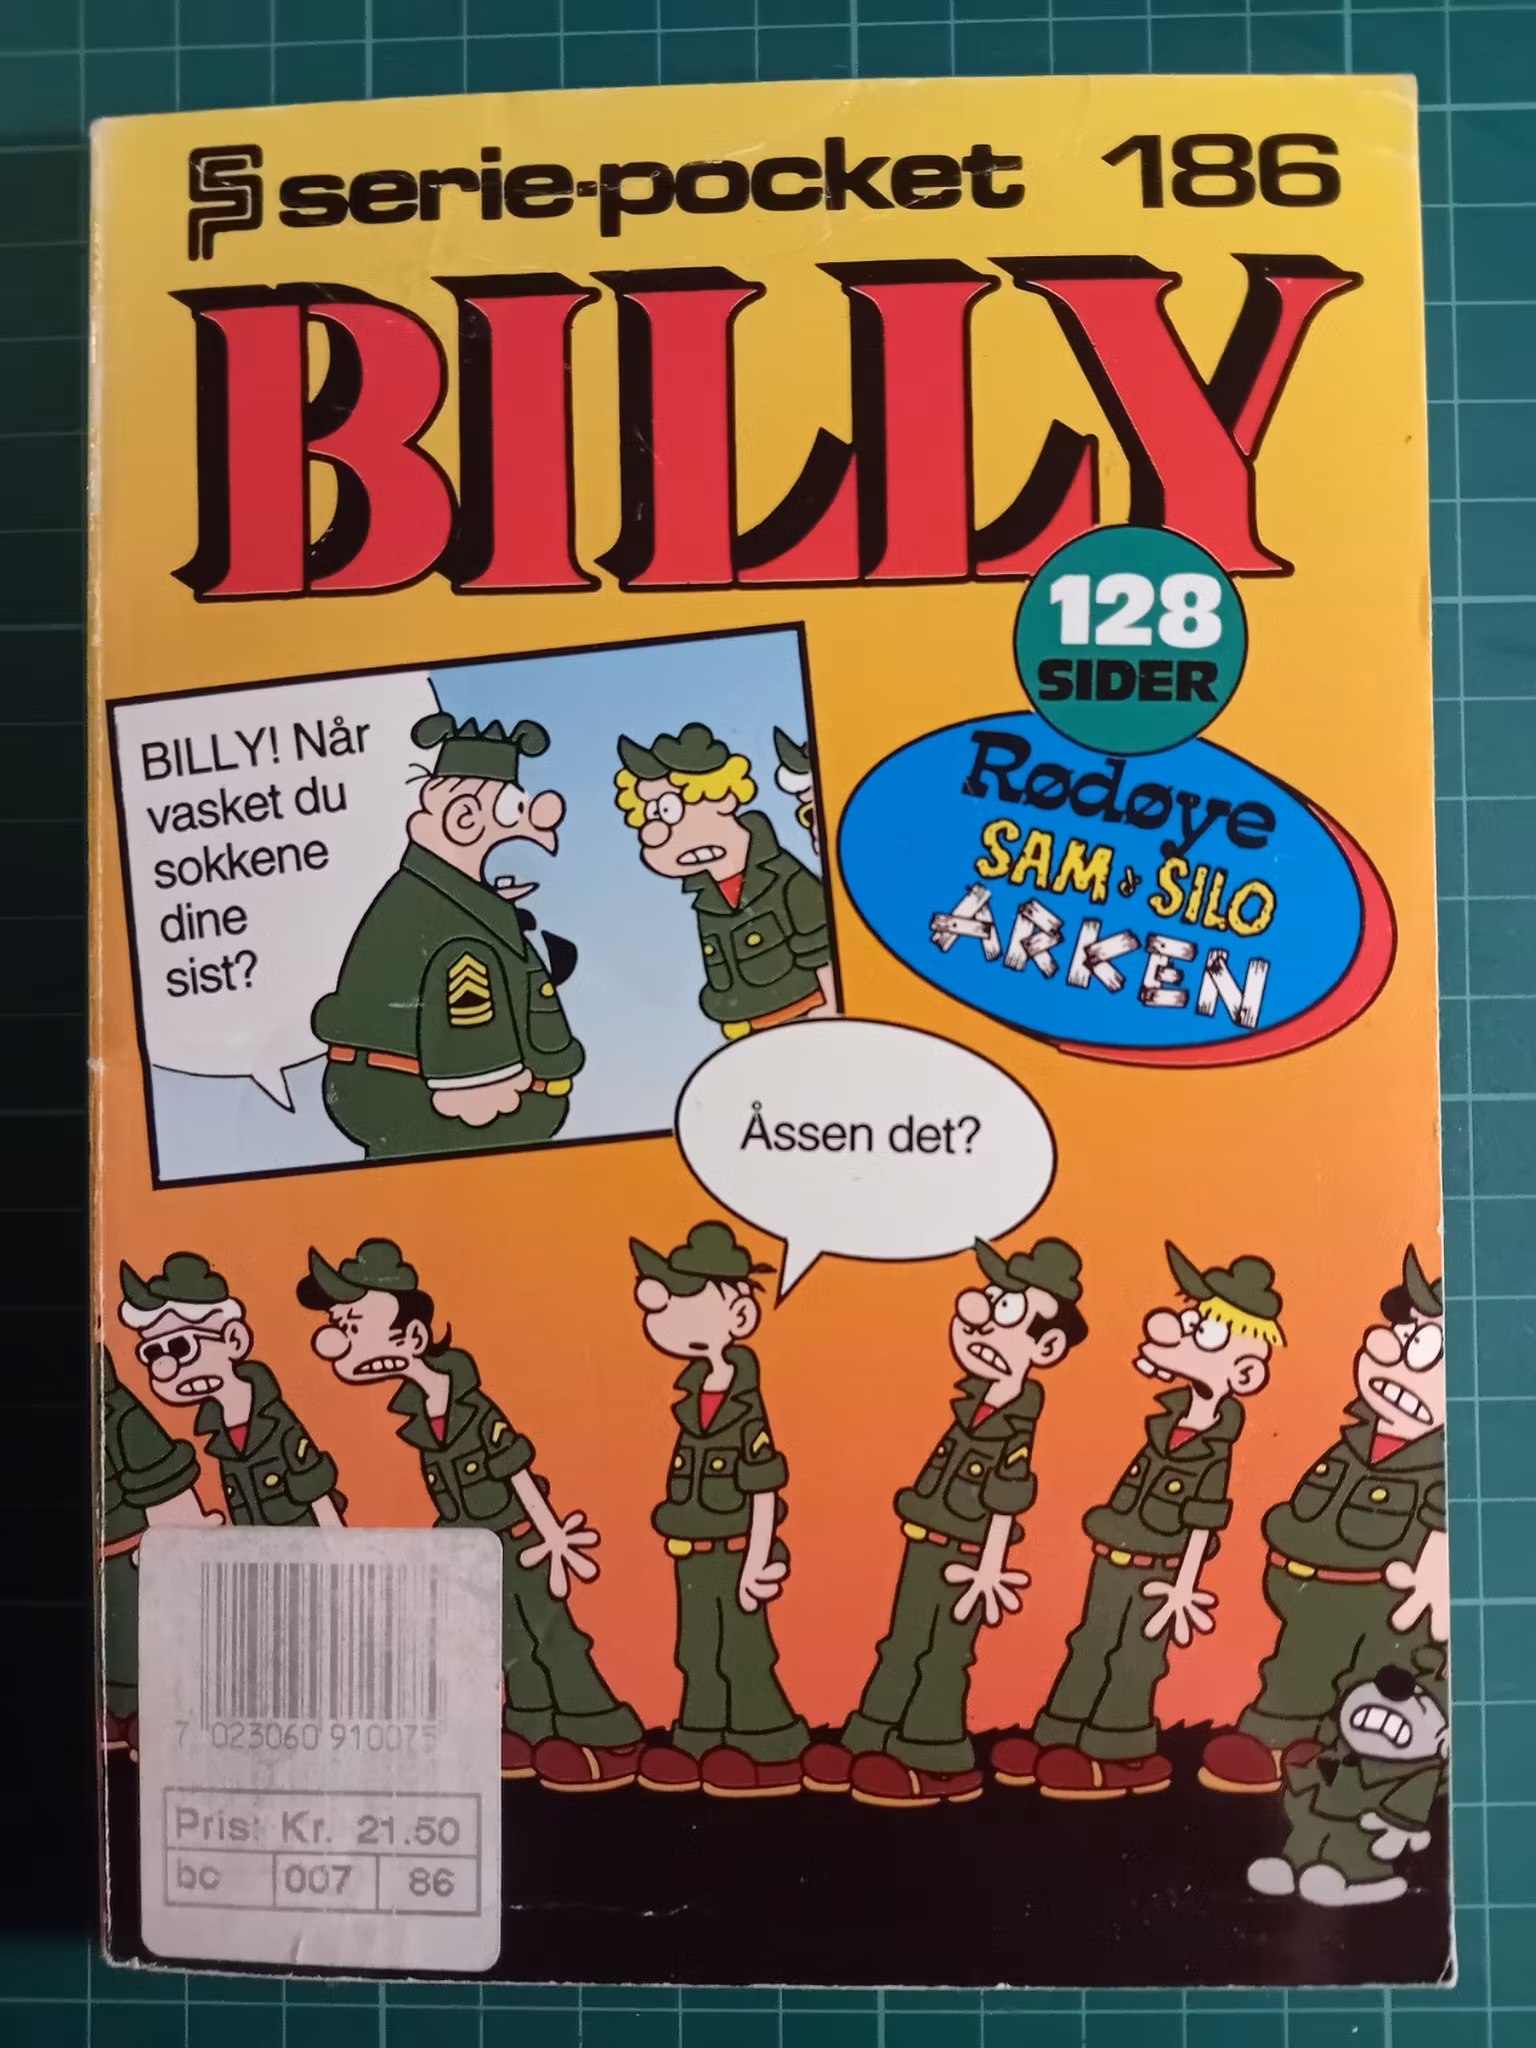 SP serie-pocket 186
BILLY
128
SIDER
BILLY! Når
vasket du
sokkene
dine
sist?
Rødøye
SAM & SILO
ARKEN
Åssen det?
7 023060 910075
Pris: Kr. 21.50
bc 007 86